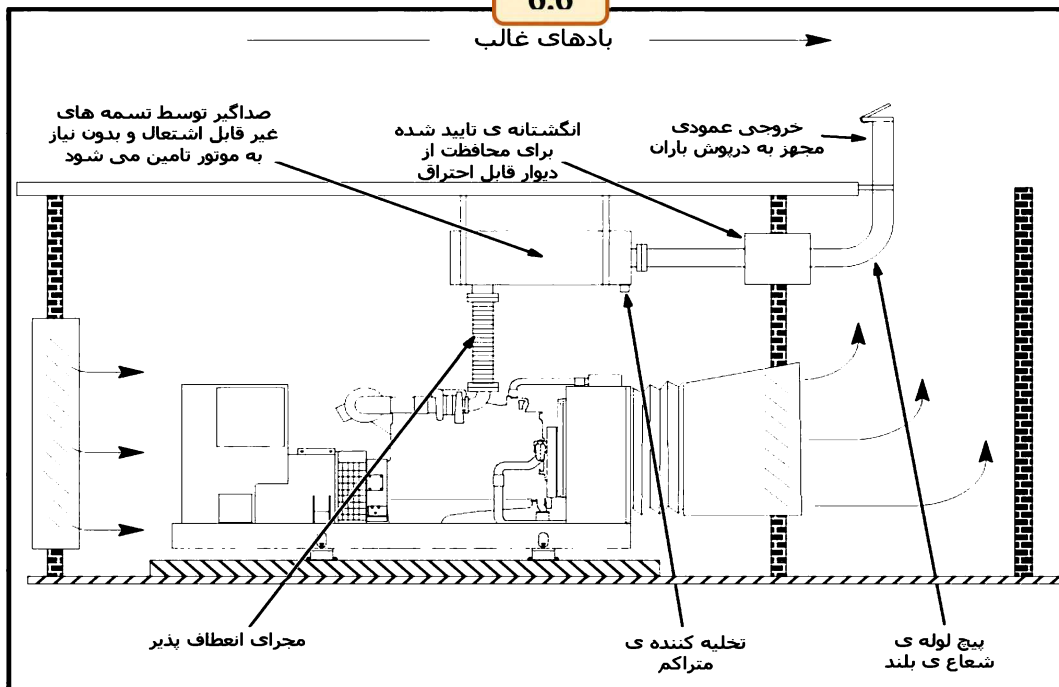 6.6
بادهای غالب
صداگیر توسط تسمه های
غیر قابل اشتعال و بدون نیاز
به موتور تامین می شود
انگشتانه ی تایید شده
برای محافظت از
دیوار قابل احتراق
خروجی عمودی
مجهز به درپوش باران
مجرای انعطاف پذیر
تخلیه کننده ی
متراکم
پیچ لوله ی
شعاع ی بلند